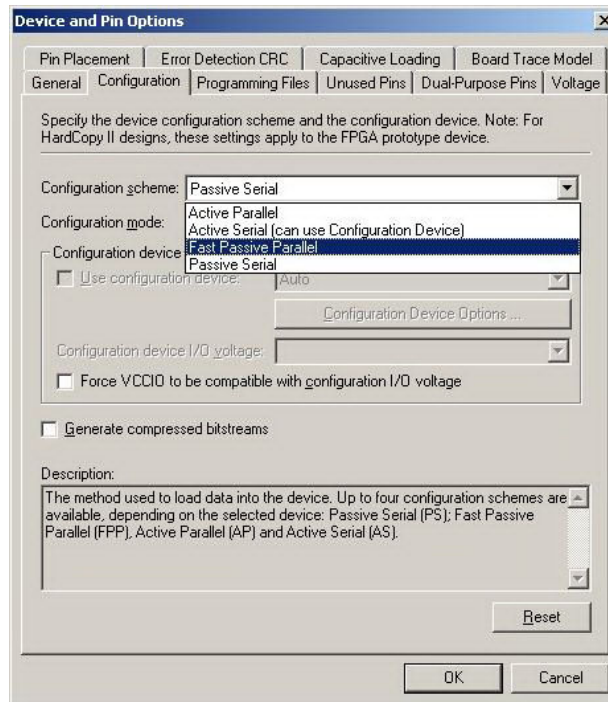 Device and Pin Options
Pin Placement Error Detection CRC Capacitive Loading Board Trace Model
General Configuration Programming Files Unused Pins Dual-Purpose Pins Voltage
Specify the device configuration scheme and the configuration device. Note: For
HardCopy II designs, these settings apply to the FPGA prototype device.
Configuration scheme: Passive Serial
Configuration mode:
Active Parallel
Active Serial (can use Configuration Device)
Fast Passive Parallel
Passive Serial
Configuration device
Use configuration device: Auto
Configuration Device Options ...
Configuration device I/O voltage:
Force VCCIO to be compatible with configuration I/O voltage
Generate compressed bitstreams
Description:
The method used to load data into the device. Up to four configuration schemes are
available, depending on the selected device: Passive Serial (PS); Fast Passive
Parallel (FPP), Active Parallel (AP) and Active Serial (AS).
Reset
OK Cancel